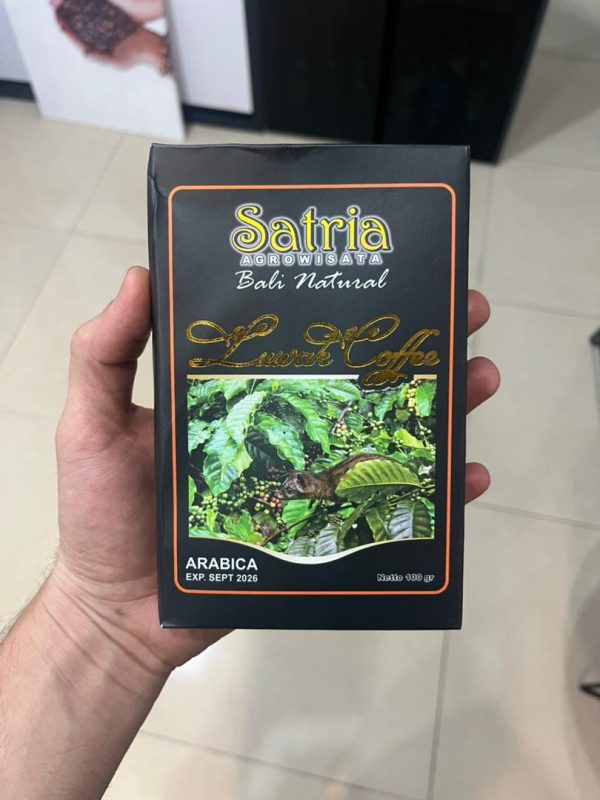 Satria
AGROWISATA
Bali Natural
Luwak Coffee
ARABICA
EXP. SEPT 2026
Netto 100 gr